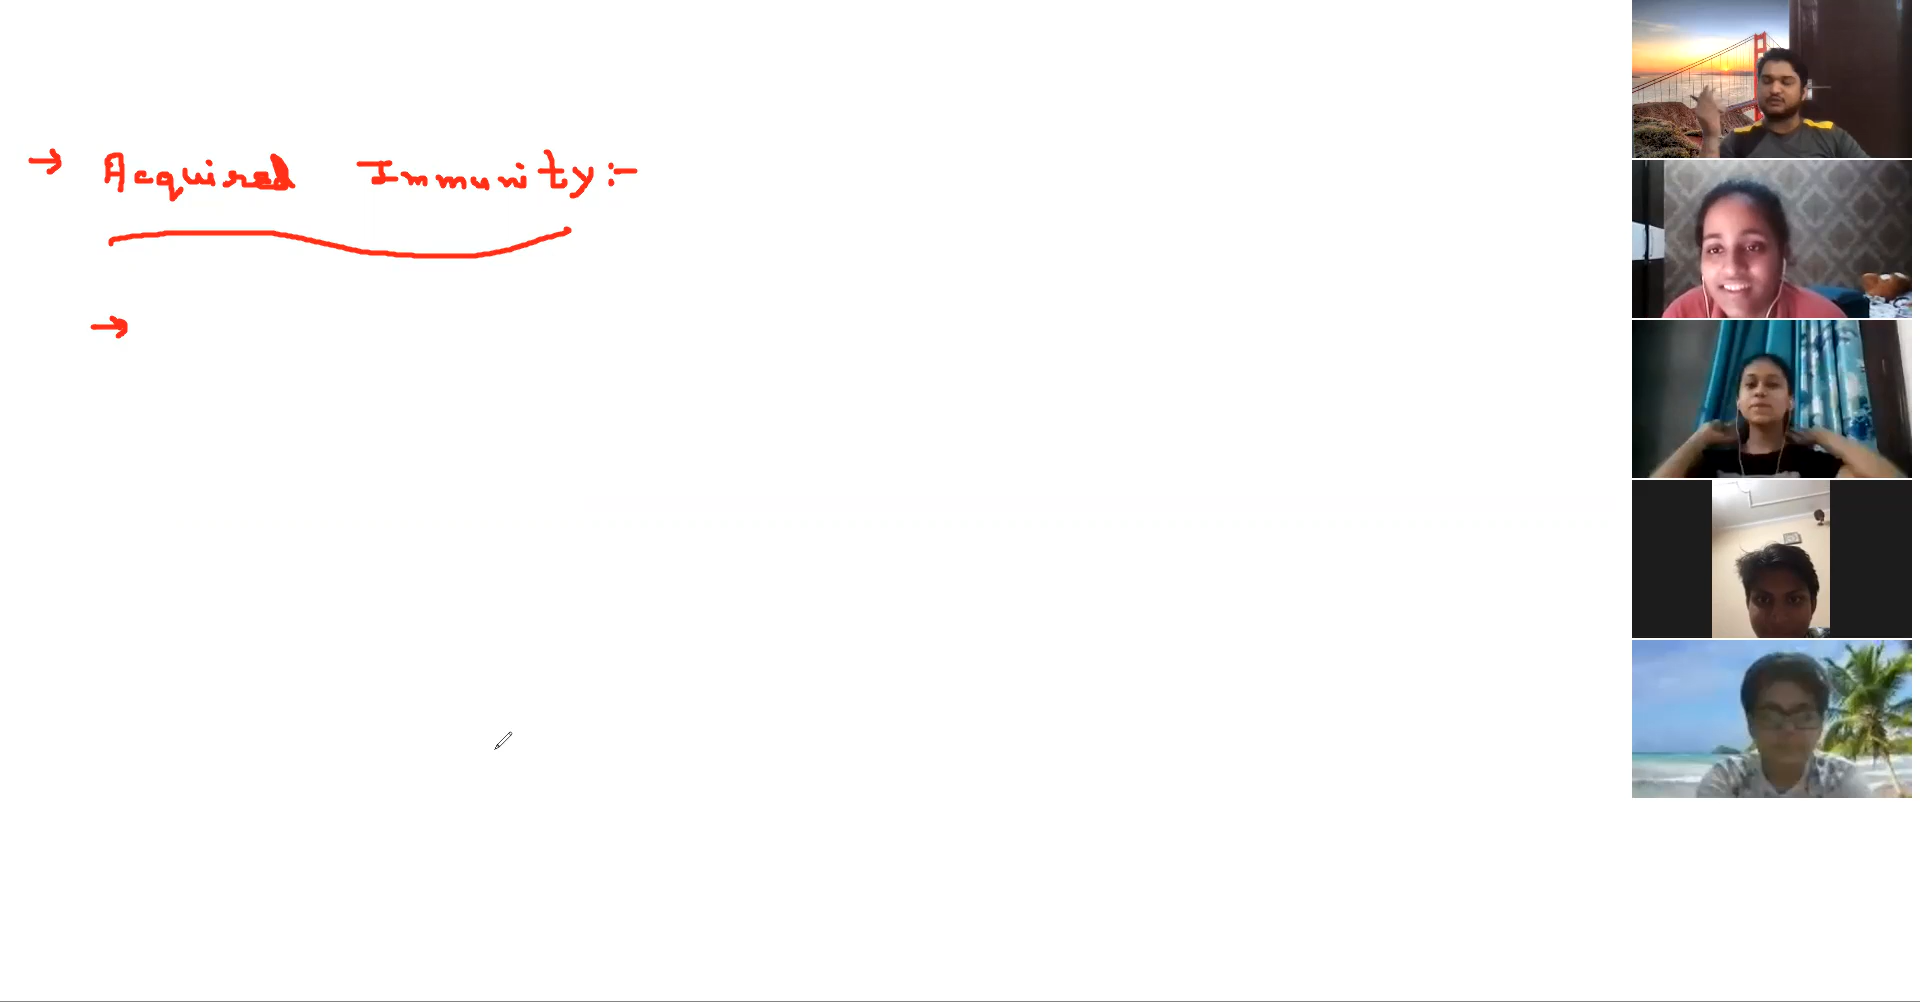 → Acquired Immunity:-
→